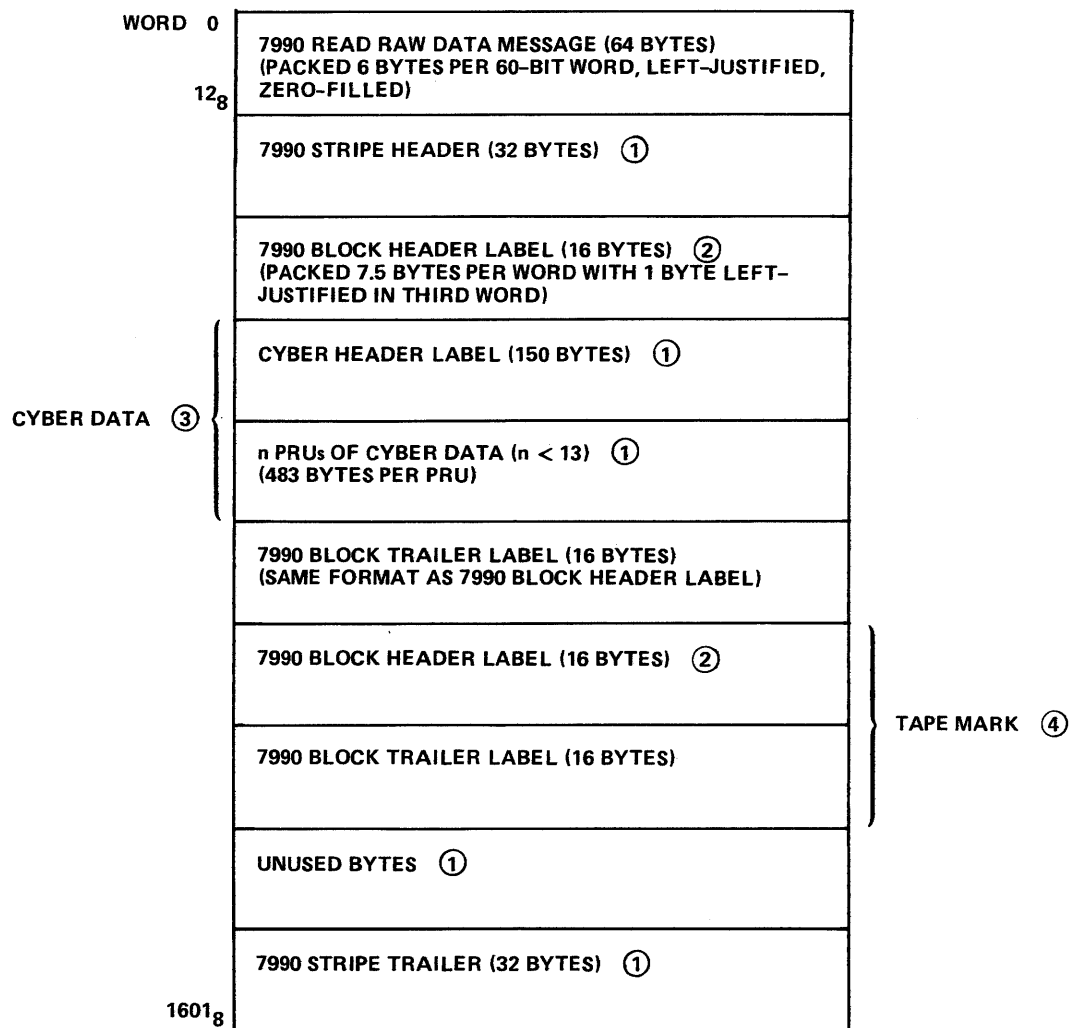 WORD 0
7990 READ RAW DATA MESSAGE (64 BYTES)
(PACKED 6 BYTES PER 60-BIT WORD, LEFT-JUSTIFIED,
ZERO-FILLED)
12₈
7990 STRIPE HEADER (32 BYTES) ①
7990 BLOCK HEADER LABEL (16 BYTES) ②
(PACKED 7.5 BYTES PER WORD WITH 1 BYTE LEFT-
JUSTIFIED IN THIRD WORD)
CYBER HEADER LABEL (150 BYTES) ①
CYBER DATA ③
n PRUs OF CYBER DATA (n < 13) ①
(483 BYTES PER PRU)
7990 BLOCK TRAILER LABEL (16 BYTES)
(SAME FORMAT AS 7990 BLOCK HEADER LABEL)
7990 BLOCK HEADER LABEL (16 BYTES) ②
TAPE MARK ④
7990 BLOCK TRAILER LABEL (16 BYTES)
UNUSED BYTES ①
7990 STRIPE TRAILER (32 BYTES) ①
1601₈